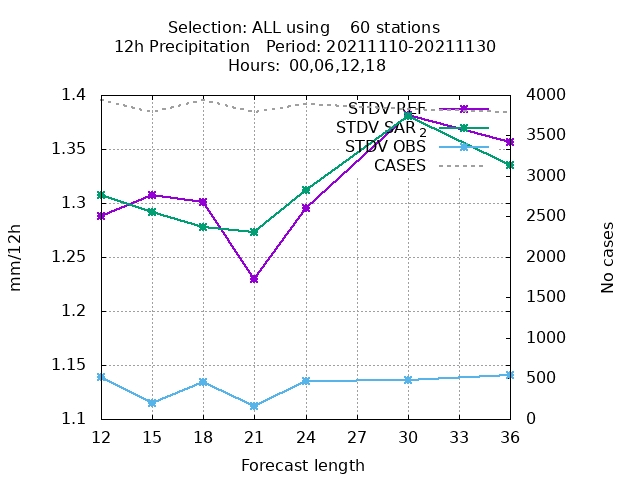 Selection: ALL using 60 stations
12h Precipitation Period: 20211110-20211130
Hours: 00,06,12,18
1.4
1.35
1.3
1.25
1.2
1.15
1.1
mm/12h
STDV REF
STDV SAR2
STDV OBS
CASES
4000
3500
3000
2500
2000
1500
1000
500
0
No cases
12 15 18 21 24 27 30 33 36
Forecast length